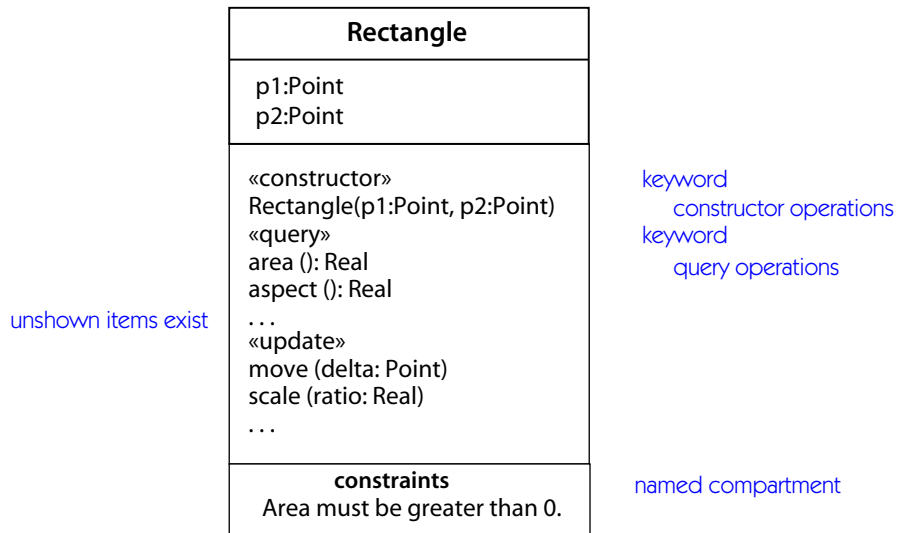 Rectangle
p1:Point
p2:Point
«constructor»
keyword
Rectangle(p1:Point, p2:Point)
constructor operations
«query»
keyword
area (): Real
query operations
aspect (): Real
unshown items exist
. . .
«update»
move (delta: Point)
scale (ratio: Real)
. . .
constraints
named compartment
Area must be greater than 0.